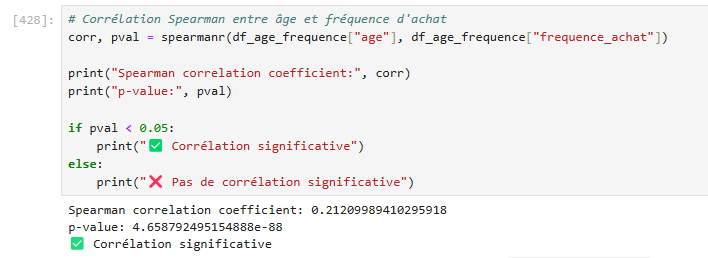 [428]:
# Corrélation Spearman entre âge et fréquence d'achat
corr, pval = spearmanr(df_age_frequence["age"], df_age_frequence["frequence_achat"])
print("Spearman correlation coefficient:", corr)
print("p-value:", pval)
if pval < 0.05:
    print("✅ Corrélation significative")
else:
    print("❌ Pas de corrélation significative")
Spearman correlation coefficient: 0.21209989410295918
p-value: 4.658792495154888e-88
✅ Corrélation significative